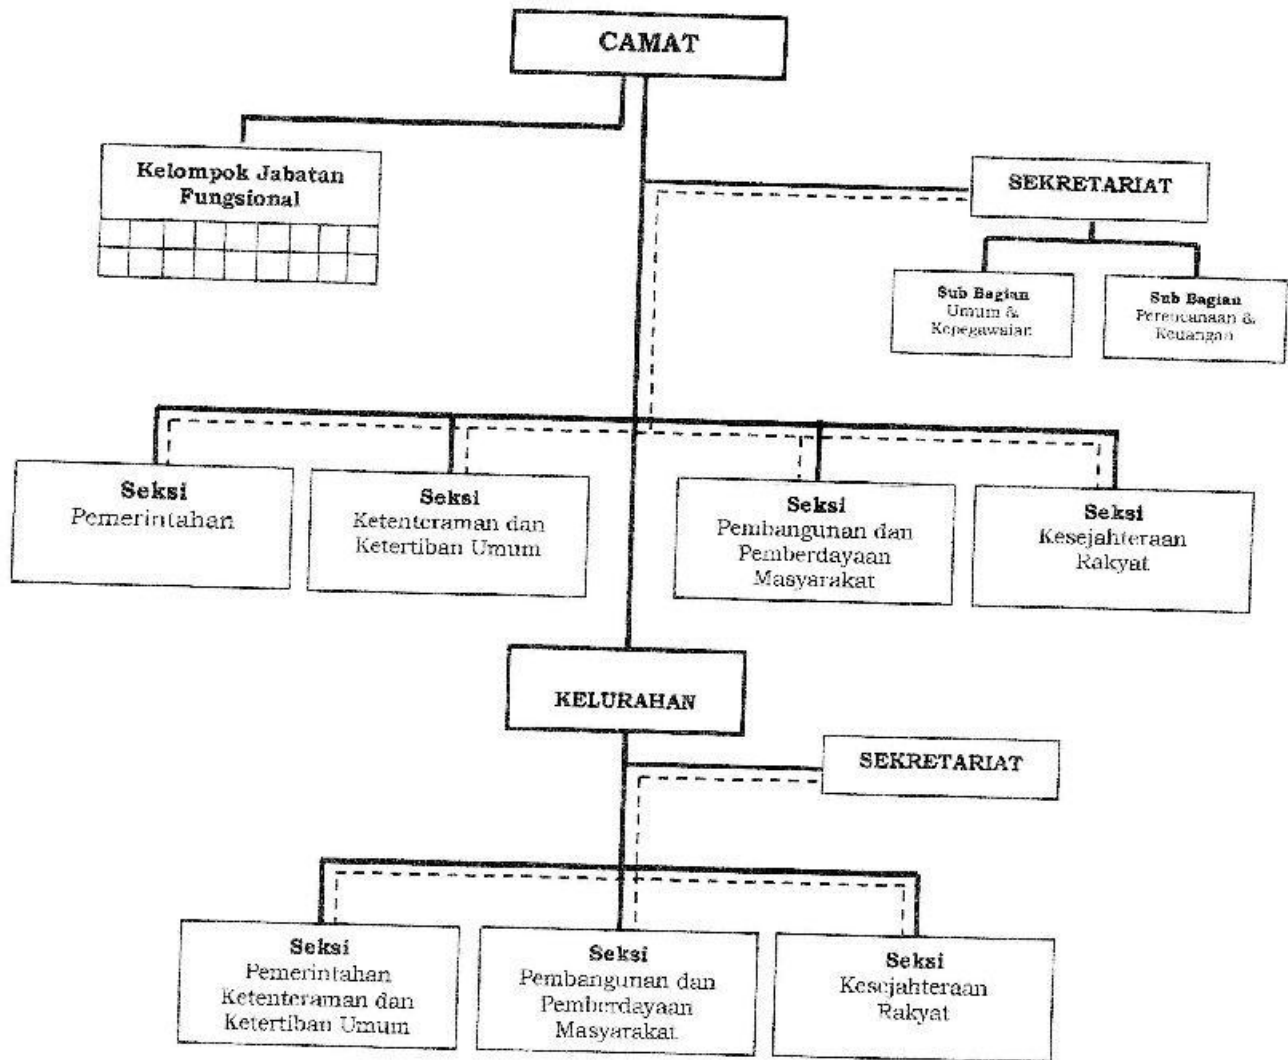 CAMAT
Kelompok Jabatan
Fungsional
SEKRETARIAT
Sub Bagian
Umum &
Kepegawaian
Sub Bagian
Perencanaan &
Keuangan
Seksi
Pemerintahan
Seksi
Ketenteraman dan
Ketertiban Umum
Seksi
Pembangunan dan
Pemberdayaan
Masyarakat
Seksi
Kesejahteraan
Rakyat
KELURAHAN
SEKRETARIAT
Seksi
Pemerintahan
Ketenteraman dan
Ketertiban Umum
Seksi
Pembangunan dan
Pemberdayaan
Masyarakat
Seksi
Kesejahteraan
Rakyat